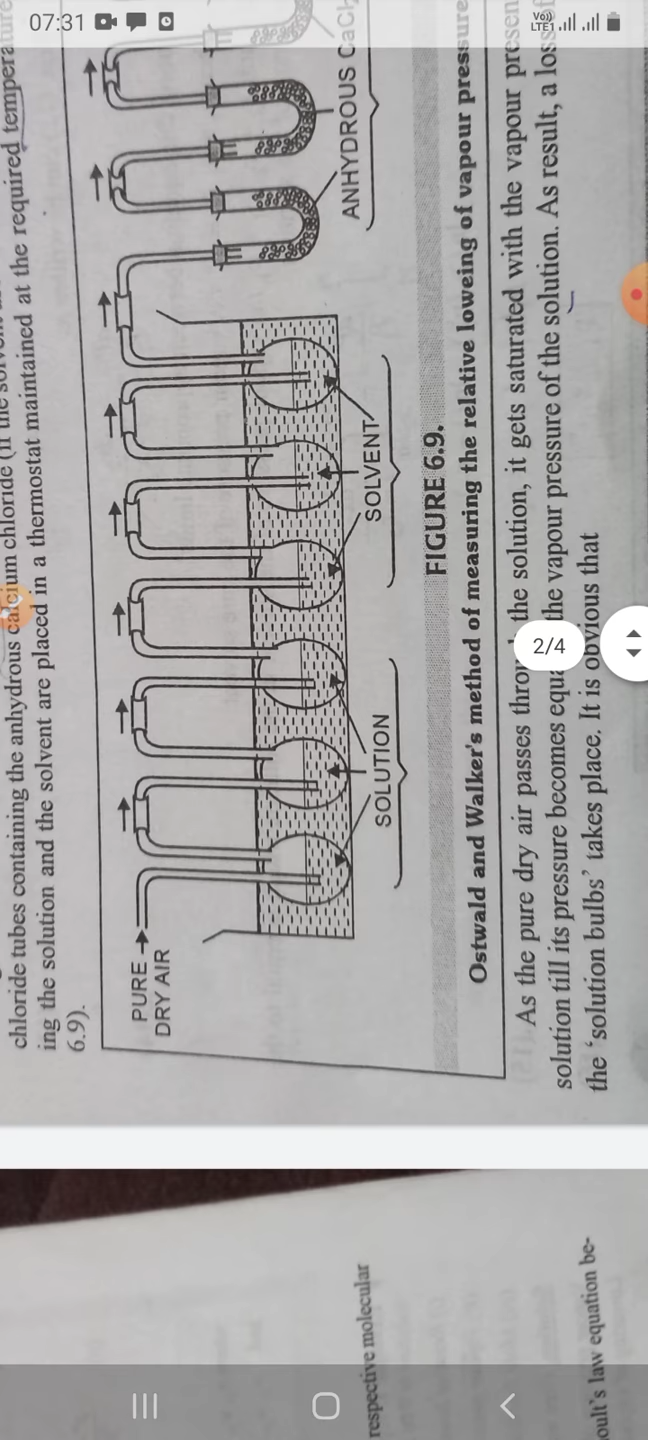 07:31
Vo))
LTE1
chloride tubes containing the anhydrous calcium chloride (if the solvent
ing the solution and the solvent are placed in a thermostat maintained at the required temperature
6.9).
PURE
DRY AIR
SOLUTION
SOLVENT
ANHYDROUS CaCl
FIGURE 6.9.
Ostwald and Walker's method of measuring the relative loweing of vapour pressure
As the pure dry air passes through the solution, it gets saturated with the vapour presen
solution till its pressure becomes equa the vapour pressure of the solution. As result, a loss of
the ‘solution bulbs’ takes place. It is obvious that
2/4
respective molecular
oult's law equation be-